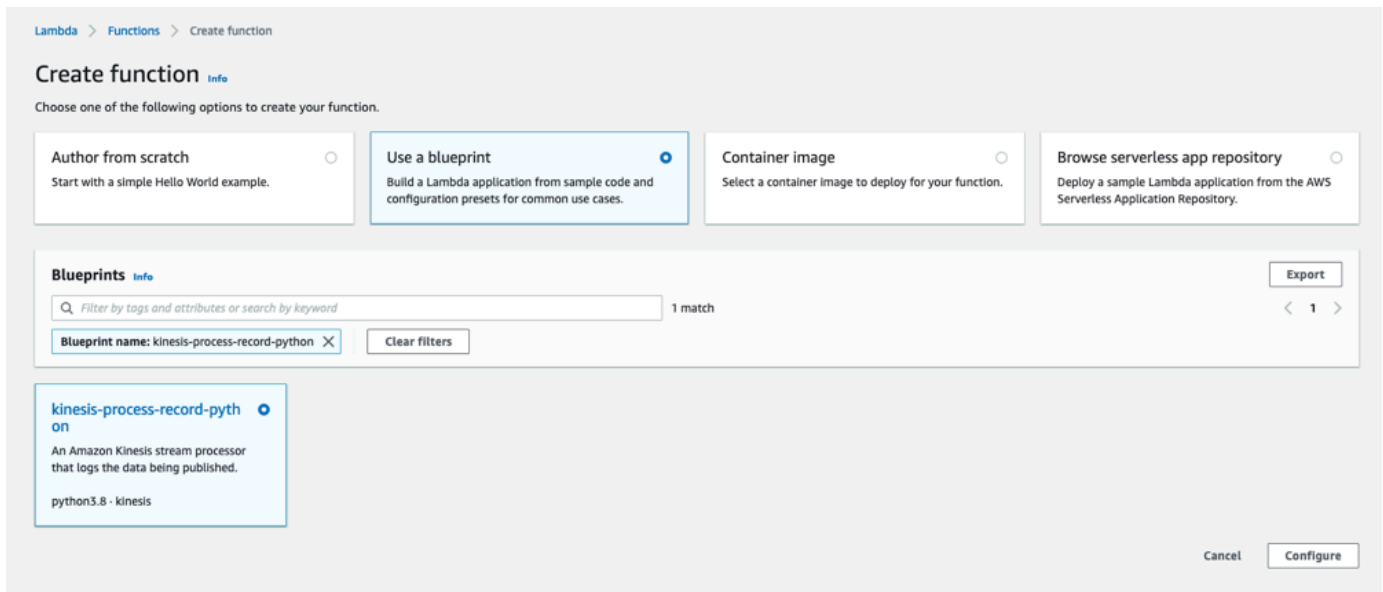 Lambda > Functions > Create function
Create function Info
Choose one of the following options to create your function.
Author from scratch
Start with a simple Hello World example.
Use a blueprint
Build a Lambda application from sample code and
configuration presets for common use cases.
Container image
Select a container image to deploy for your function.
Browse serverless app repository
Deploy a sample Lambda application from the AWS
Serverless Application Repository.
Blueprints Info
Export
Filter by tags and attributes or search by keyword
1 match
< 1 >
Blueprint name: kinesis-process-record-python
Clear filters
kinesis-process-record-pyth
on
An Amazon Kinesis stream processor
that logs the data being published.
python3.8 · kinesis
Cancel
Configure